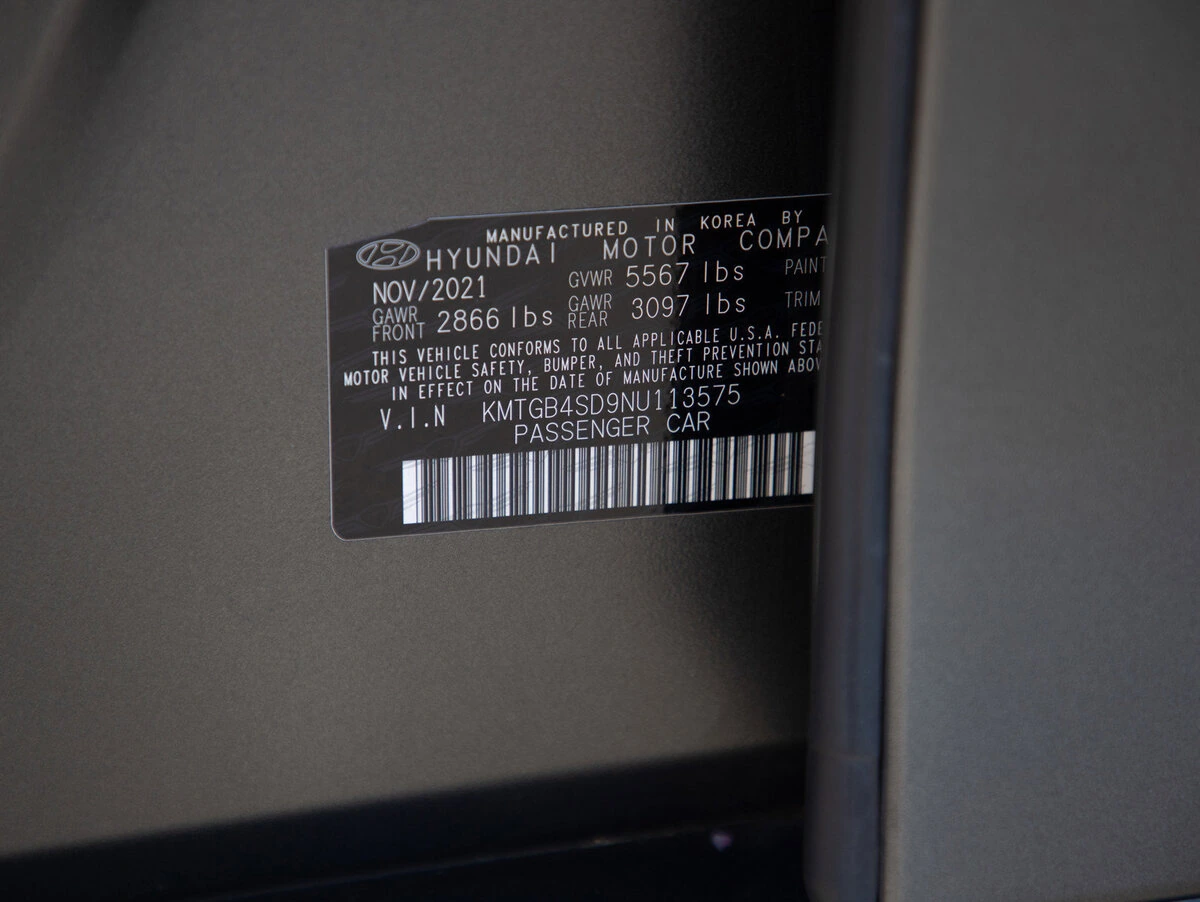 MANUFACTURED IN KOREA BY
HYUNDAI MOTOR COMPA
NOV/2021 GVWR 5567 lbs PAINT
GAWR FRONT 2866 lbs GAWR REAR 3097 lbs TRIM
THIS VEHICLE CONFORMS TO ALL APPLICABLE U.S.A. FEDE
MOTOR VEHICLE SAFETY, BUMPER, AND THEFT PREVENTION STA
IN EFFECT ON THE DATE OF MANUFACTURE SHOWN ABOV
V.I.N KMTGB4SD9NU113575
PASSENGER CAR